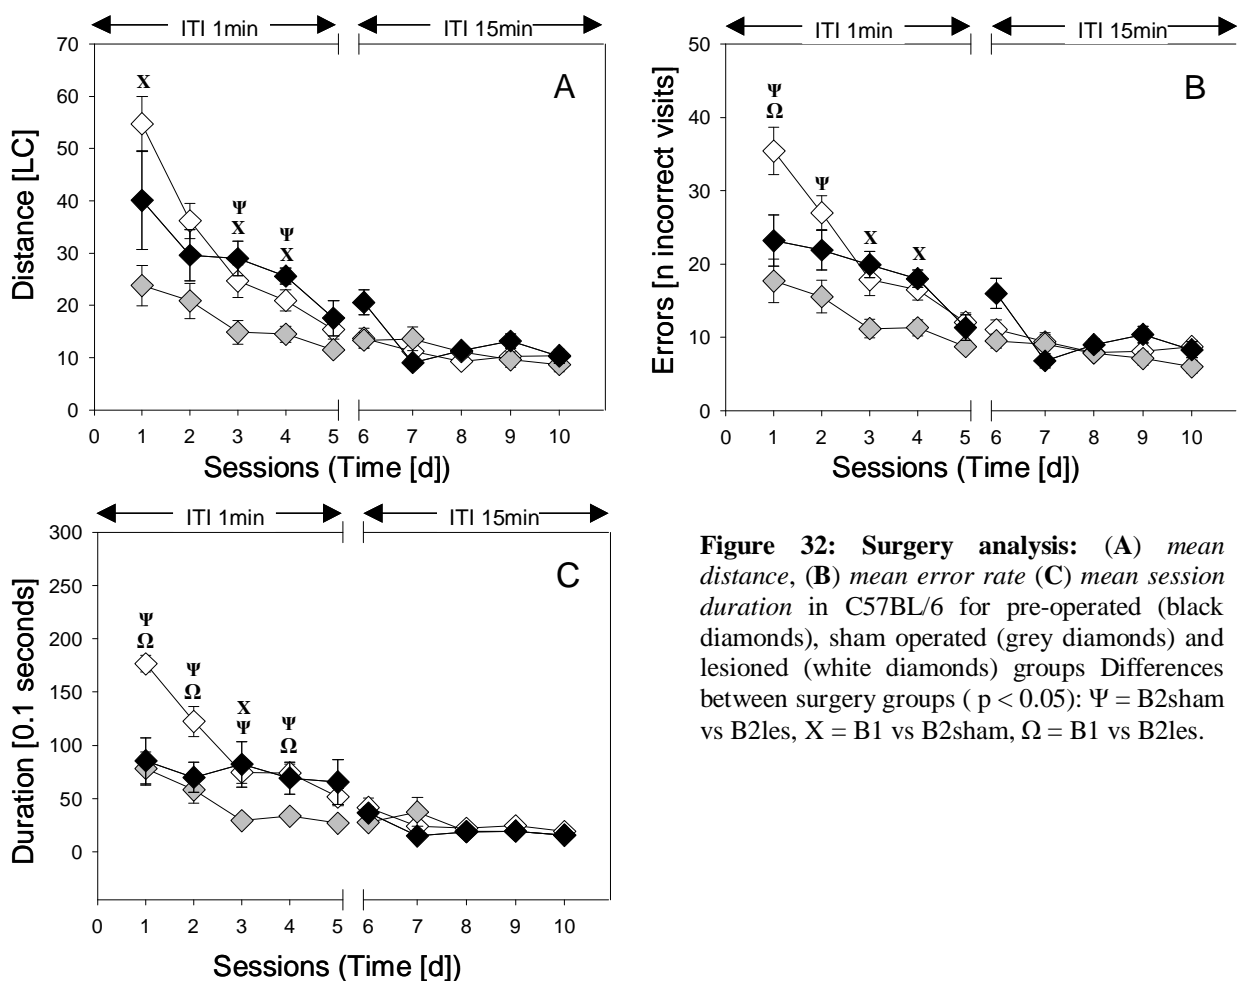 ITI 1min
ITI 15min
70
60
50
40
30
20
10
0
Distance [LC]
A
X
Ψ
X
Ψ
X
0 1 2 3 4 5 6 7 8 9 10
Sessions (Time [d])
ITI 1min
ITI 15min
50
40
30
20
10
0
Errors [n incorrect visits]
B
Ψ
Ω
Ψ
X
X
0 1 2 3 4 5 6 7 8 9 10
Sessions (Time [d])
ITI 1min
ITI 15min
300
250
200
150
100
50
0
Duration [0.1 seconds]
C
Ψ
Ω
Ψ
Ω
X
Ψ
Ψ
Ω
0 1 2 3 4 5 6 7 8 9 10
Sessions (Time [d])
Figure 32: Surgery analysis: (A) mean
distance, (B) mean error rate (C) mean session
duration in C57BL/6 for pre-operated (black
diamonds), sham operated (grey diamonds) and
lesioned (white diamonds) groups Differences
between surgery groups ( p < 0.05): Ψ = B2sham
vs B2les, X = B1 vs B2sham, Ω = B1 vs B2les.